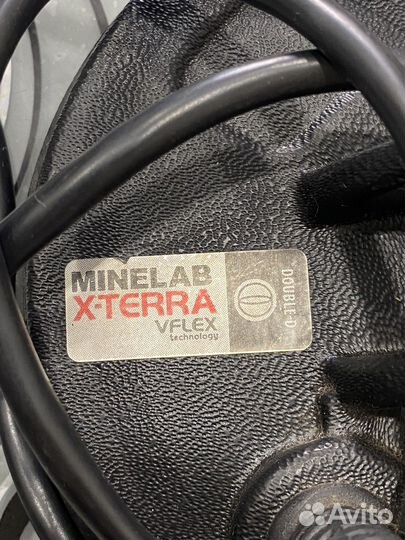 MINELAB
X-TERRA
VFLEX
technology
DOUBLE-D
Avito